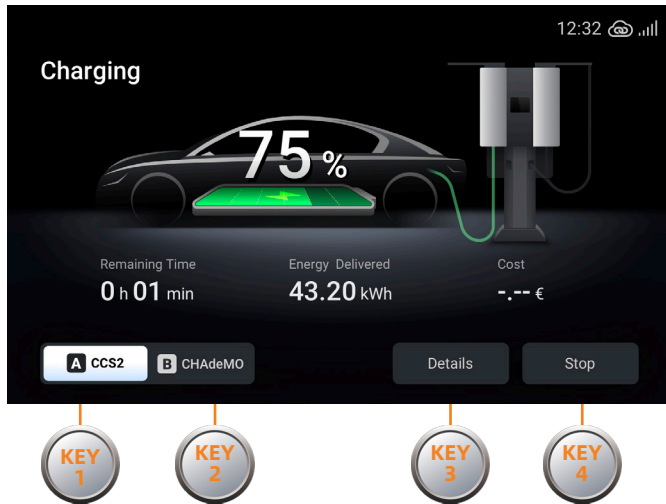 12:32
Charging
75 %
Remaining Time
Energy Delivered
Cost
0 h 01 min
43.20 kWh
-.-- €
A CCS2
B CHAdeMO
Details
Stop
KEY
1
KEY
2
KEY
3
KEY
4